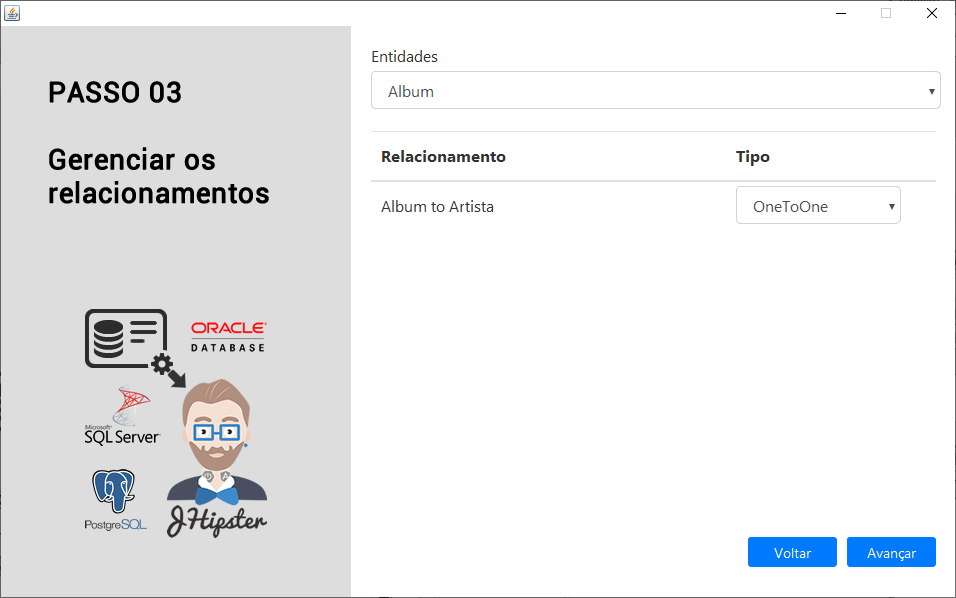 PASSO 03
Gerenciar os
relacionamentos
ORACLE
DATABASE
Microsoft
SQL Server
PostgreSQL
JHipster
Entidades
Album
Relacionamento Tipo
Album to Artista OneToOne
Voltar Avançar